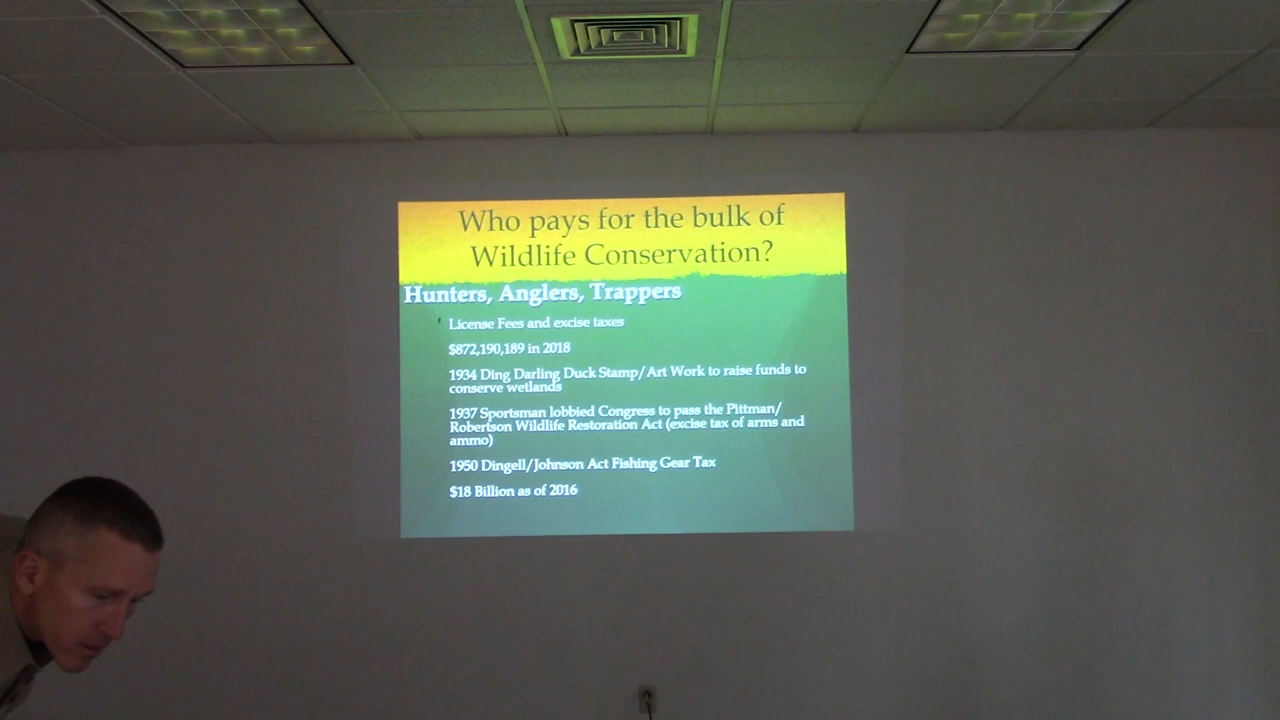 Who pays for the bulk of
Wildlife Conservation?
Hunters, Anglers, Trappers
License Fees and excise taxes
$872,190,189 in 2018
1934 Ding Darling Duck Stamp/Art Work to raise funds to
conserve wetlands
1937 Sportsman lobbied Congress to pass the Pittman/
Robertson Wildlife Restoration Act (excise tax of arms and
ammo)
1950 Dingell/Johnson Act Fishing Gear Tax
$18 Billion as of 2016